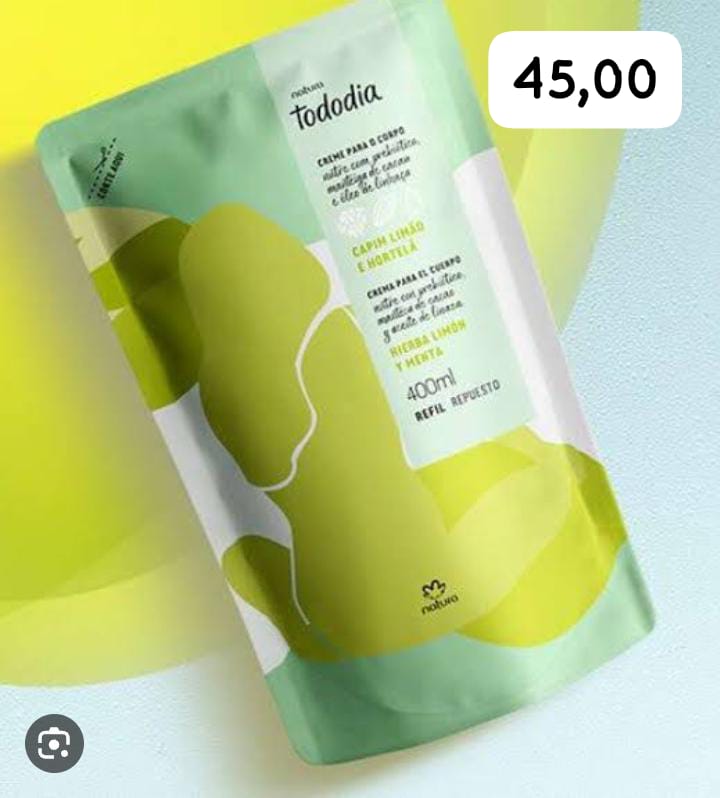 45,00
natura
tododia
CORTE AQUI
CREME PARA O CORPO
nutre com prebiótico,
manteiga de cacau
e óleo de linhaça
CAPIM LIMÃO
E HORTELÃ
CREMA PARA EL CUERPO
nutre con prebiótico,
manteca de cacao
y aceite de linaza
HIERBA LIMÓN
Y MENTA
400ml
REFIL REPUESTO
natura